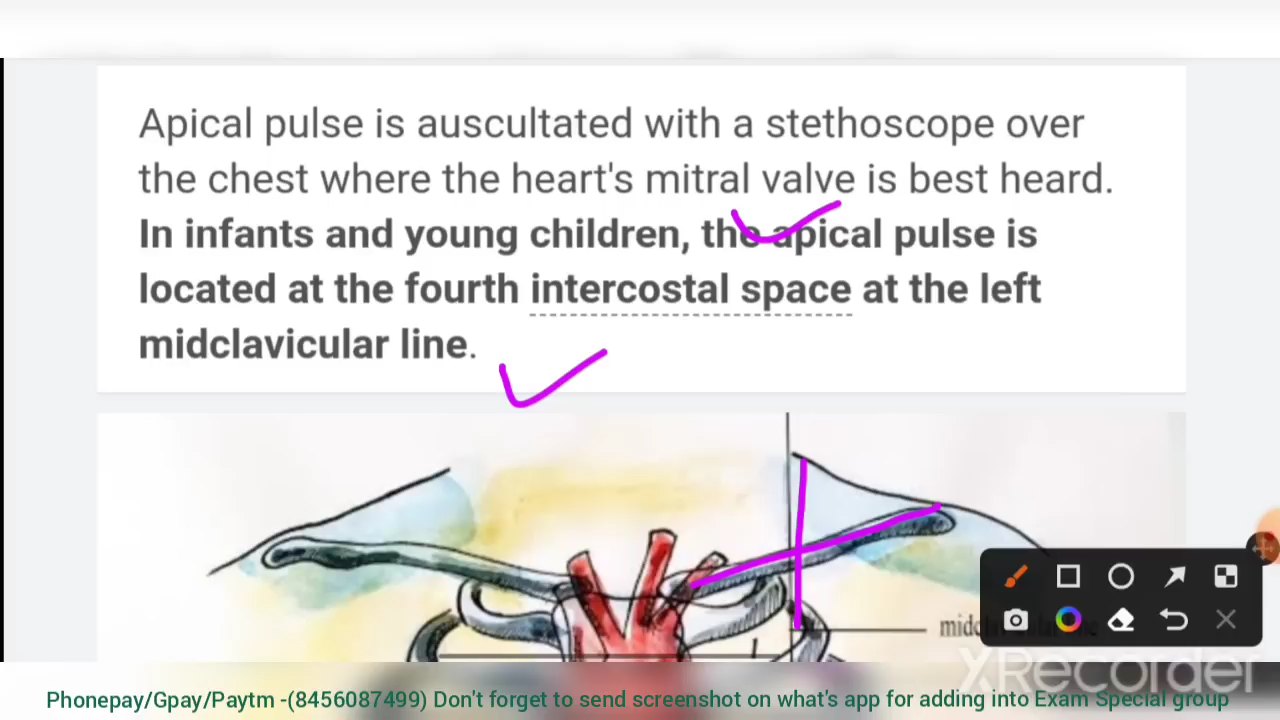 Apical pulse is auscultated with a stethoscope over
the chest where the heart's mitral valve is best heard.
In infants and young children, the apical pulse is
located at the fourth intercostal space at the left
midclavicular line.
XRecorder
Phonepay/Gpay/Paytm -(8456087499) Don't forget to send screenshot on what's app for adding into Exam Special group